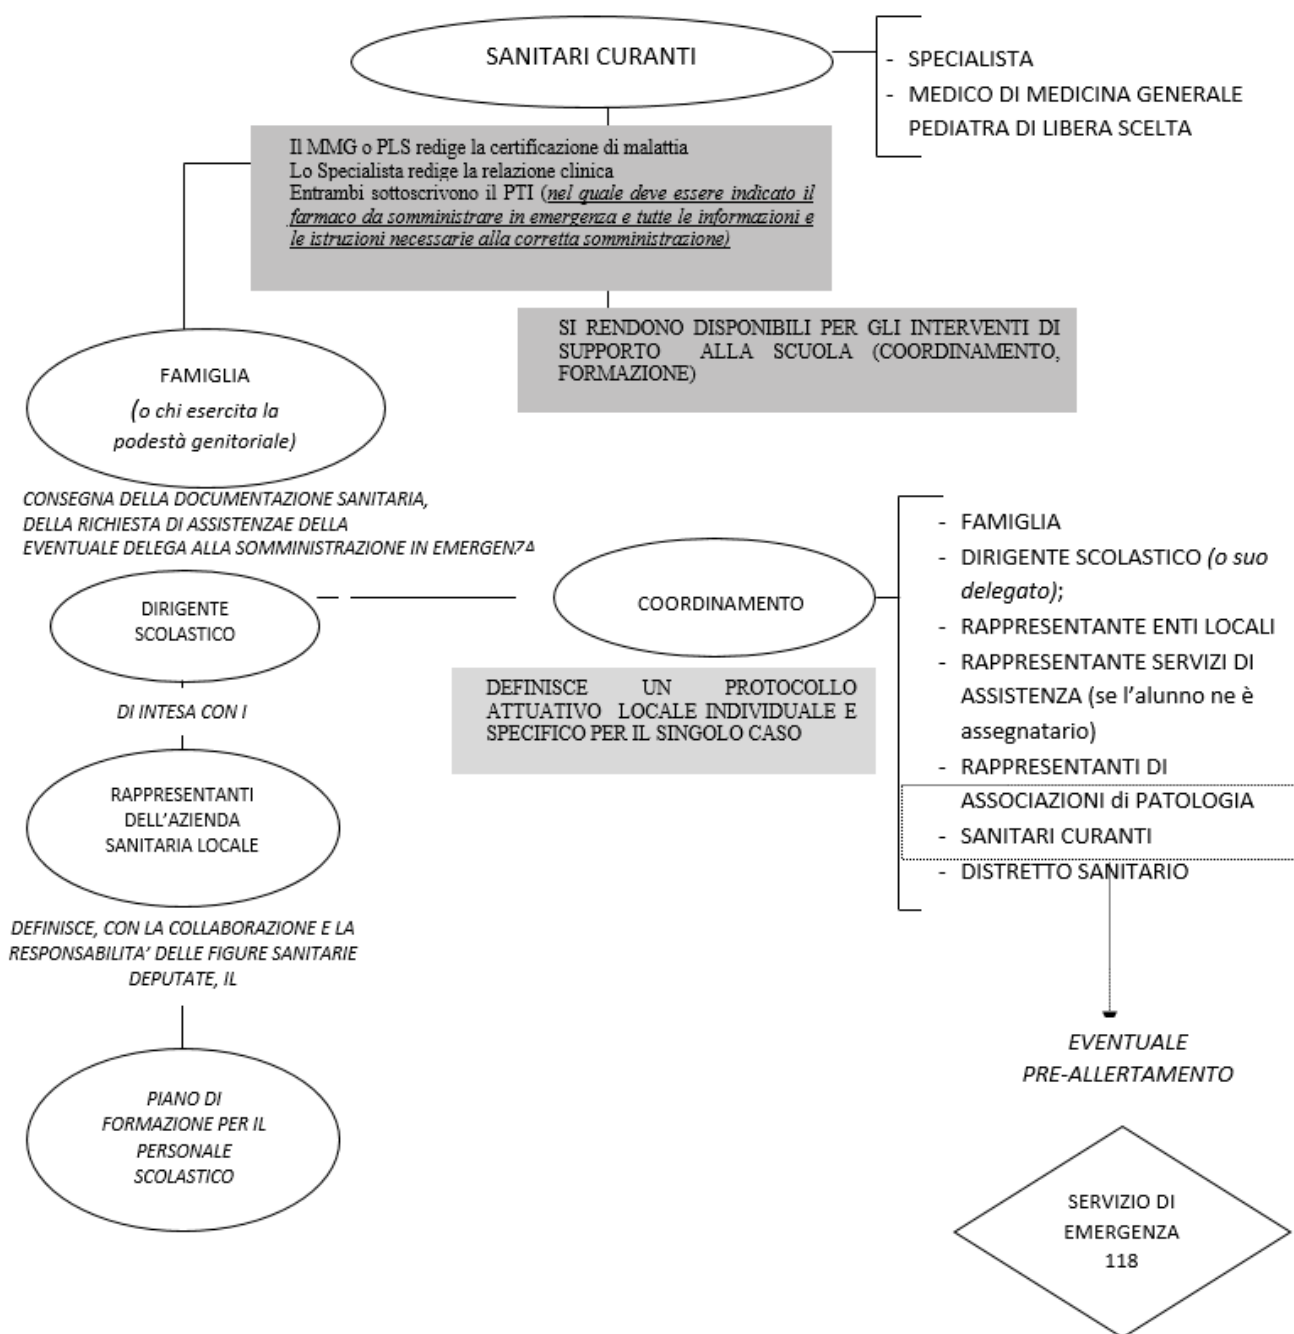 SANITARI CURANTI
- SPECIALISTA
- MEDICO DI MEDICINA GENERALE
PEDIATRA DI LIBERA SCELTA
Il MMG o PLS redige la certificazione di malattia
Lo Specialista redige la relazione clinica
Entrambi sottoscrivono il PTI (nel quale deve essere indicato il
farmaco da somministrare in emergenza e tutte le informazioni e
le istruzioni necessarie alla corretta somministrazione)
SI RENDONO DISPONIBILI PER GLI INTERVENTI DI
SUPPORTO ALLA SCUOLA (COORDINAMENTO,
FORMAZIONE)
FAMIGLIA
(o chi esercita la
podestà genitoriale)
CONSEGNA DELLA DOCUMENTAZIONE SANITARIA,
DELLA RICHIESTA DI ASSISTENZAE DELLA
EVENTUALE DELEGA ALLA SOMMINISTRAZIONE IN EMERGENZA
DIRIGENTE
SCOLASTICO
DI INTESA CON I
RAPPRESENTANTI
DELL'AZIENDA
SANITARIA LOCALE
DEFINISCE, CON LA COLLABORAZIONE E LA
RESPONSABILITA' DELLE FIGURE SANITARIE
DEPUTATE, IL
PIANO DI
FORMAZIONE PER IL
PERSONALE
SCOLASTICO
COORDINAMENTO
DEFINISCE UN PROTOCOLLO
ATTUATIVO LOCALE INDIVIDUALE E
SPECIFICO PER IL SINGOLO CASO
- FAMIGLIA
- DIRIGENTE SCOLASTICO (o suo
delegato);
- RAPPRESENTANTE ENTI LOCALI
- RAPPRESENTANTE SERVIZI DI
ASSISTENZA (se l'alunno ne è
assegnatario)
- RAPPRESENTANTI DI
ASSOCIAZIONI di PATOLOGIA
- SANITARI CURANTI
- DISTRETTO SANITARIO
EVENTUALE
PRE-ALLERTAMENTO
SERVIZIO DI
EMERGENZA
118